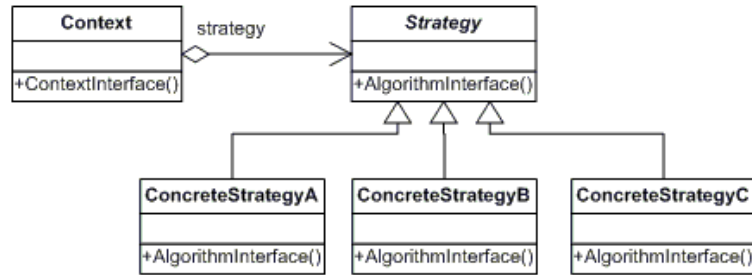 Context
strategy
Strategy
+ContextInterface()
+AlgorithmInterface()
ConcreteStrategyA
ConcreteStrategyB
ConcreteStrategyC
+AlgorithmInterface()
+AlgorithmInterface()
+AlgorithmInterface()